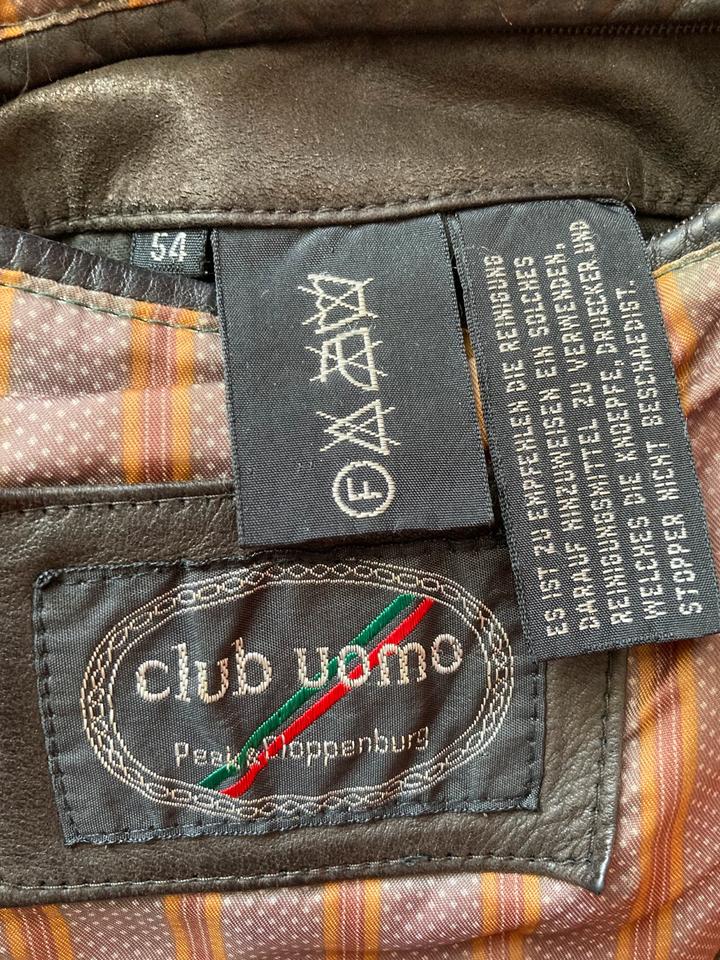 54
F
ES IST ZU EMPFEHLEN DIE REINIGUNG
DARAUF HINZUWEISEN EIN SOLCHES
REINIGUNGSMITTEL ZU VERWENDEN,
WELCHES DIE KNOEPFE, DRUECKER UND
STOPPER NICHT BESCHAEDIGT.
club uomo
Peek & Cloppenburg